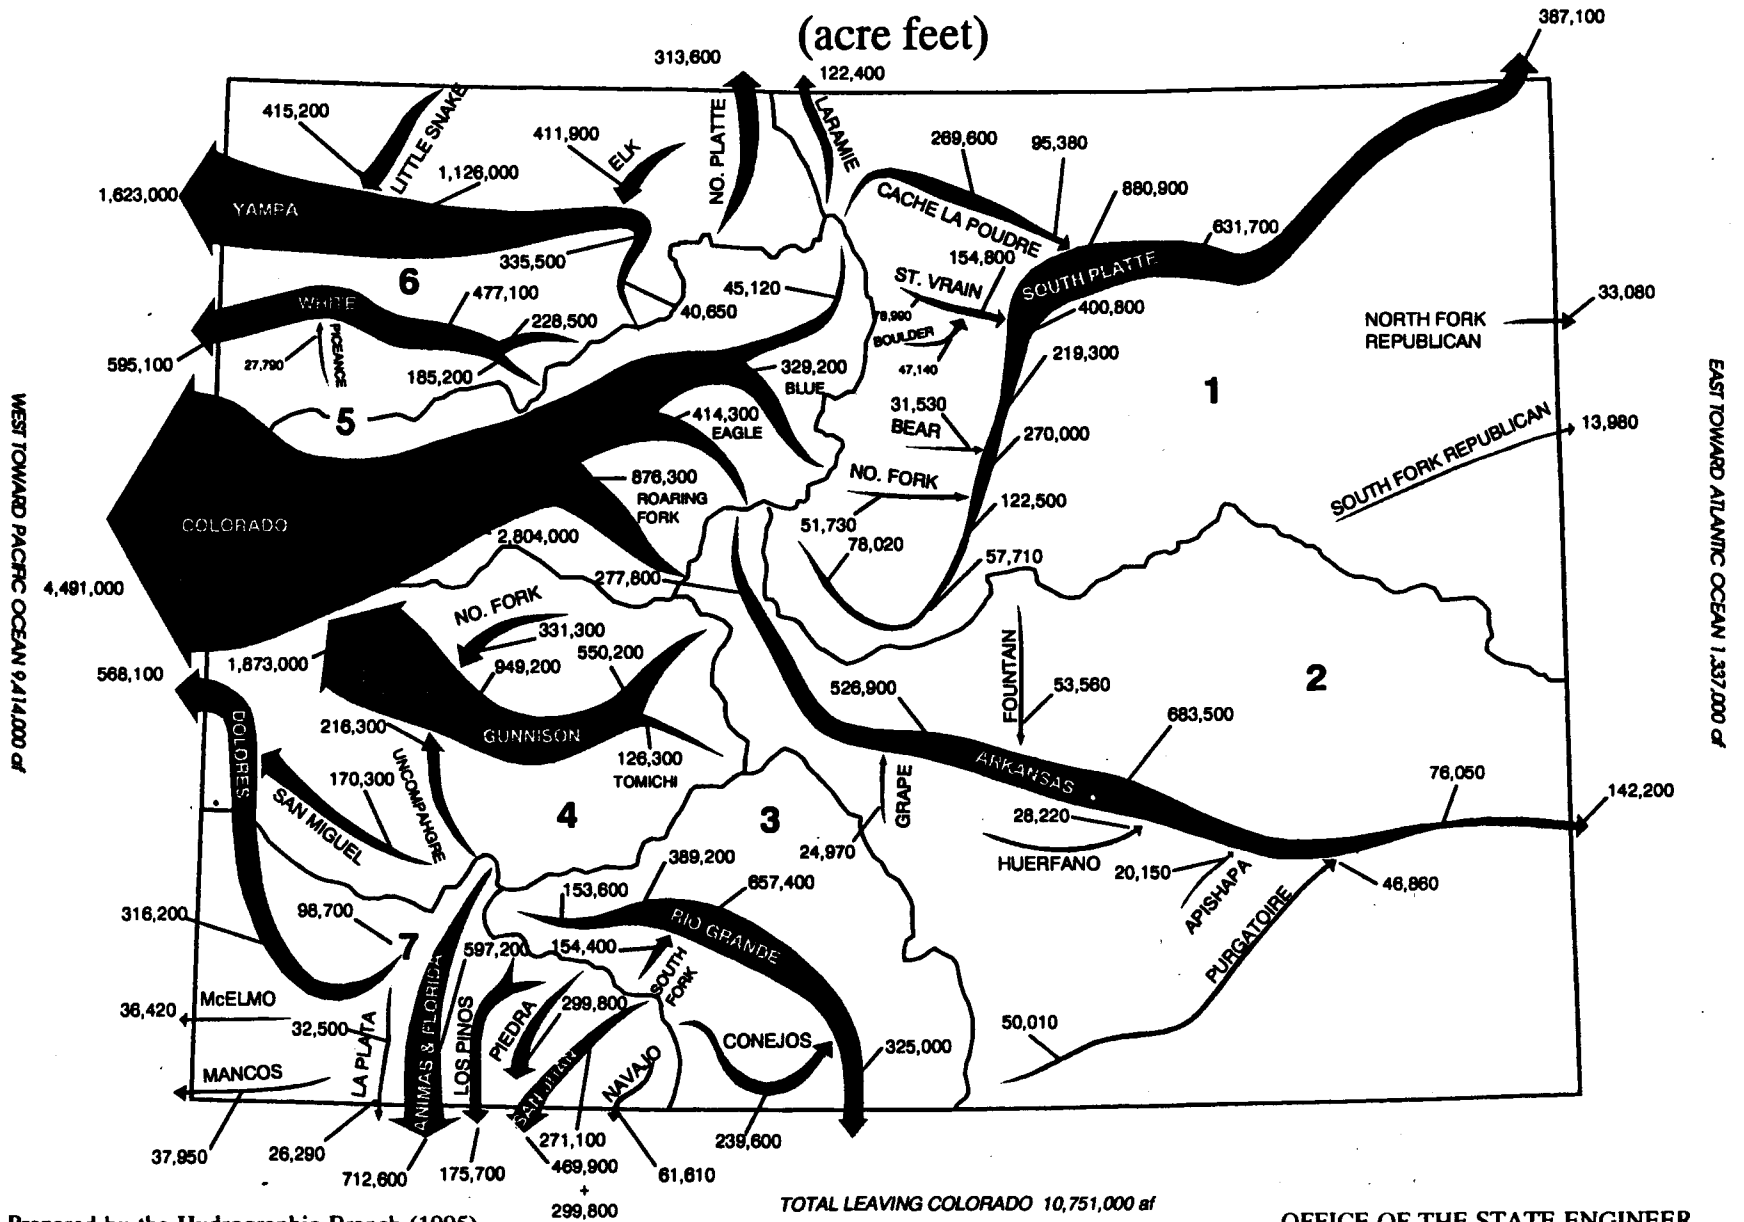 (acre feet)
387,100
313,600
122,400
415,200
LITTLE SNAKE
411,900
ELK
NO. PLATTE
LARAMIE
269,600
95,380
1,126,000
1,623,000
YAMPA
CACHE LA POUDRE
880,900
631,700
335,500
6
154,800
ST. VRAIN
SOUTH PLATTE
45,120
40,650
477,100
WHITE
228,500
400,800
33,080
NORTH FORK
REPUBLICAN
BOULDER
47,140
219,300
595,100
27,790
PICEANCE
185,200
329,200
BLUE
1
31,530
BEAR
5
414,300
EAGLE
270,000
13,980
SOUTH FORK REPUBLICAN
876,300
ROARING
FORK
NO. FORK
122,500
51,730
COLORADO
2,804,000
78,020
57,710
WEST TOWARD PACIFIC OCEAN 9,414,000 af
EAST TOWARD ATLANTIC OCEAN 1,337,000 af
4,491,000
277,800
NO. FORK
331,300
550,200
949,200
1,873,000
568,100
FOUNTAIN
2
526,900
53,560
683,500
216,300
GUNNISON
DOLORES
126,300
TOMICHI
ARKANSAS
76,050
142,200
170,300
UNCOMPAHGRE
SAN MIGUEL
4
3
GRAPE
28,220
HUERFANO
24,970
20,150
APISHAPA
46,860
389,200
657,400
153,600
RIO GRANDE
316,200
98,700
7
597,200
154,400
SOUTH
FORK
PURGATOIRE
McELMO
36,420
32,500
LA PLATA
ANIMAS & FLORIDA
LOS PINOS
PIEDRA
299,800
CONEJOS
325,000
50,010
MANCOS
SAN JUAN
NAVAJO
37,950
26,290
712,600
175,700
271,100
469,900
+
299,800
61,610
239,600
TOTAL LEAVING COLORADO 10,751,000 af
Prepared by the Hydrographic Branch (1995)
OFFICE OF THE STATE ENGINEER